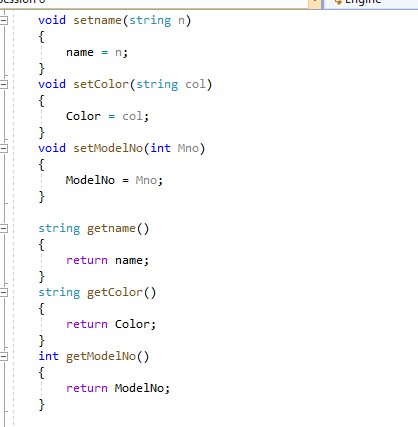 Engine
void setname(string n)
{
name = n;
}
void setColor(string col)
{
Color = col;
}
void setModelNo(int Mno)
{
ModelNo = Mno;
}
string getname()
{
return name;
}
string getColor()
{
return Color;
}
int getModelNo()
{
return ModelNo;
}